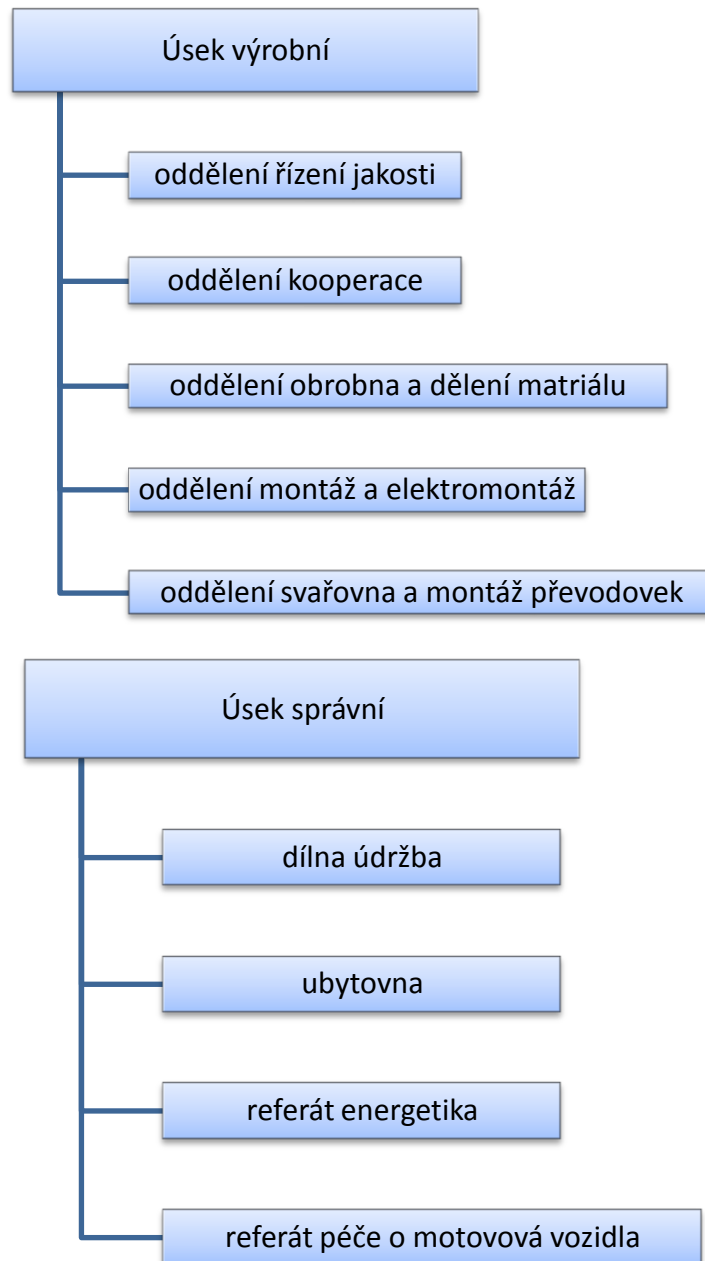 Úsek výrobní
oddělení řízení jakosti
oddělení kooperace
oddělení obrobna a dělení matriálu
oddělení montáž a elektromontáž
oddělení svařovna a montáž převodovek
Úsek správní
dílna údržba
ubytovna
referát energetika
referát péče o motovová vozidla